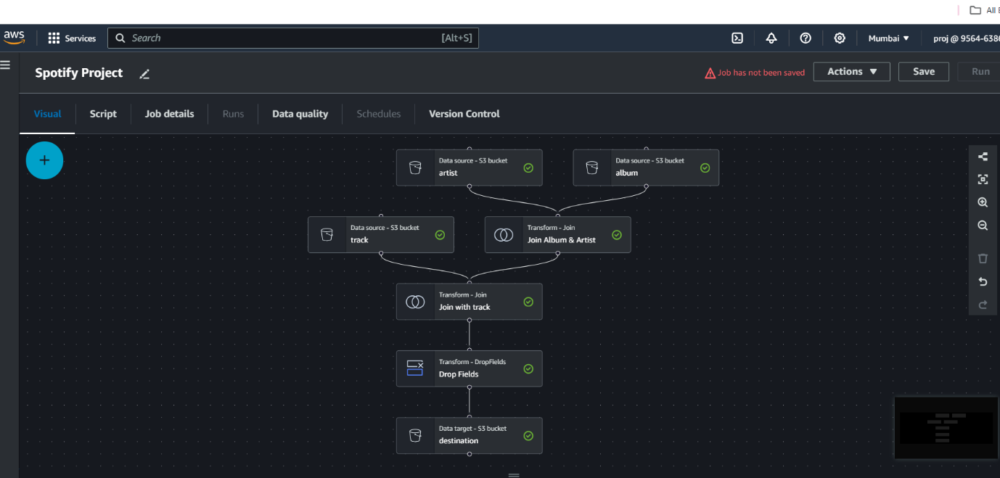 All
aws
Services
Search
[Alt+S]
Mumbai
proj @ 9564-638
Spotify Project
Job has not been saved
Actions
Save
Run
Visual
Script
Job details
Runs
Data quality
Schedules
Version Control
Data source - S3 bucket
artist
Data source - S3 bucket
album
Data source - S3 bucket
track
Transform - Join
Join Album & Artist
Transform - Join
Join with track
Transform - DropFields
Drop Fields
Data target - S3 bucket
destination